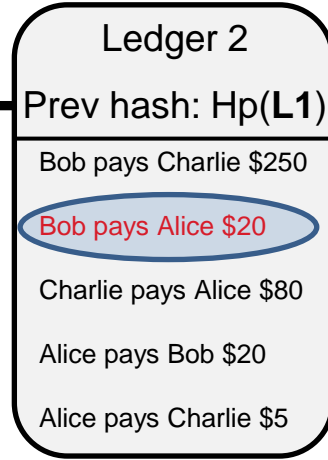 Ledger 2
Prev hash: Hp(L1)
Bob pays Charlie $250
Bob pays Alice $20
Charlie pays Alice $80
Alice pays Bob $20
Alice pays Charlie $5